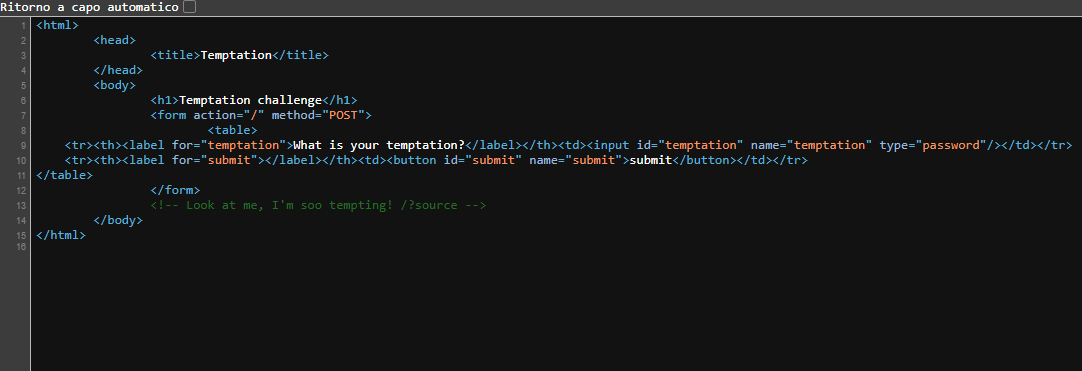 Ritorno a capo automatico
1 <html>
2 <head>
3 <title>Temptation</title>
4 </head>
5 <body>
6 <h1>Temptation challenge</h1>
7 <form action="/" method="POST">
8 <table>
9 <tr><th><label for="temptation">What is your temptation?</label></th><td><input id="temptation" name="temptation" type="password"/></td></tr>
10 <tr><th><label for="submit"></label></th><td><button id="submit" name="submit">submit</button></td></tr>
11 </table>
12 </form>
13 <!-- Look at me, I'm soo tempting! /?source -->
14 </body>
15 </html>
16